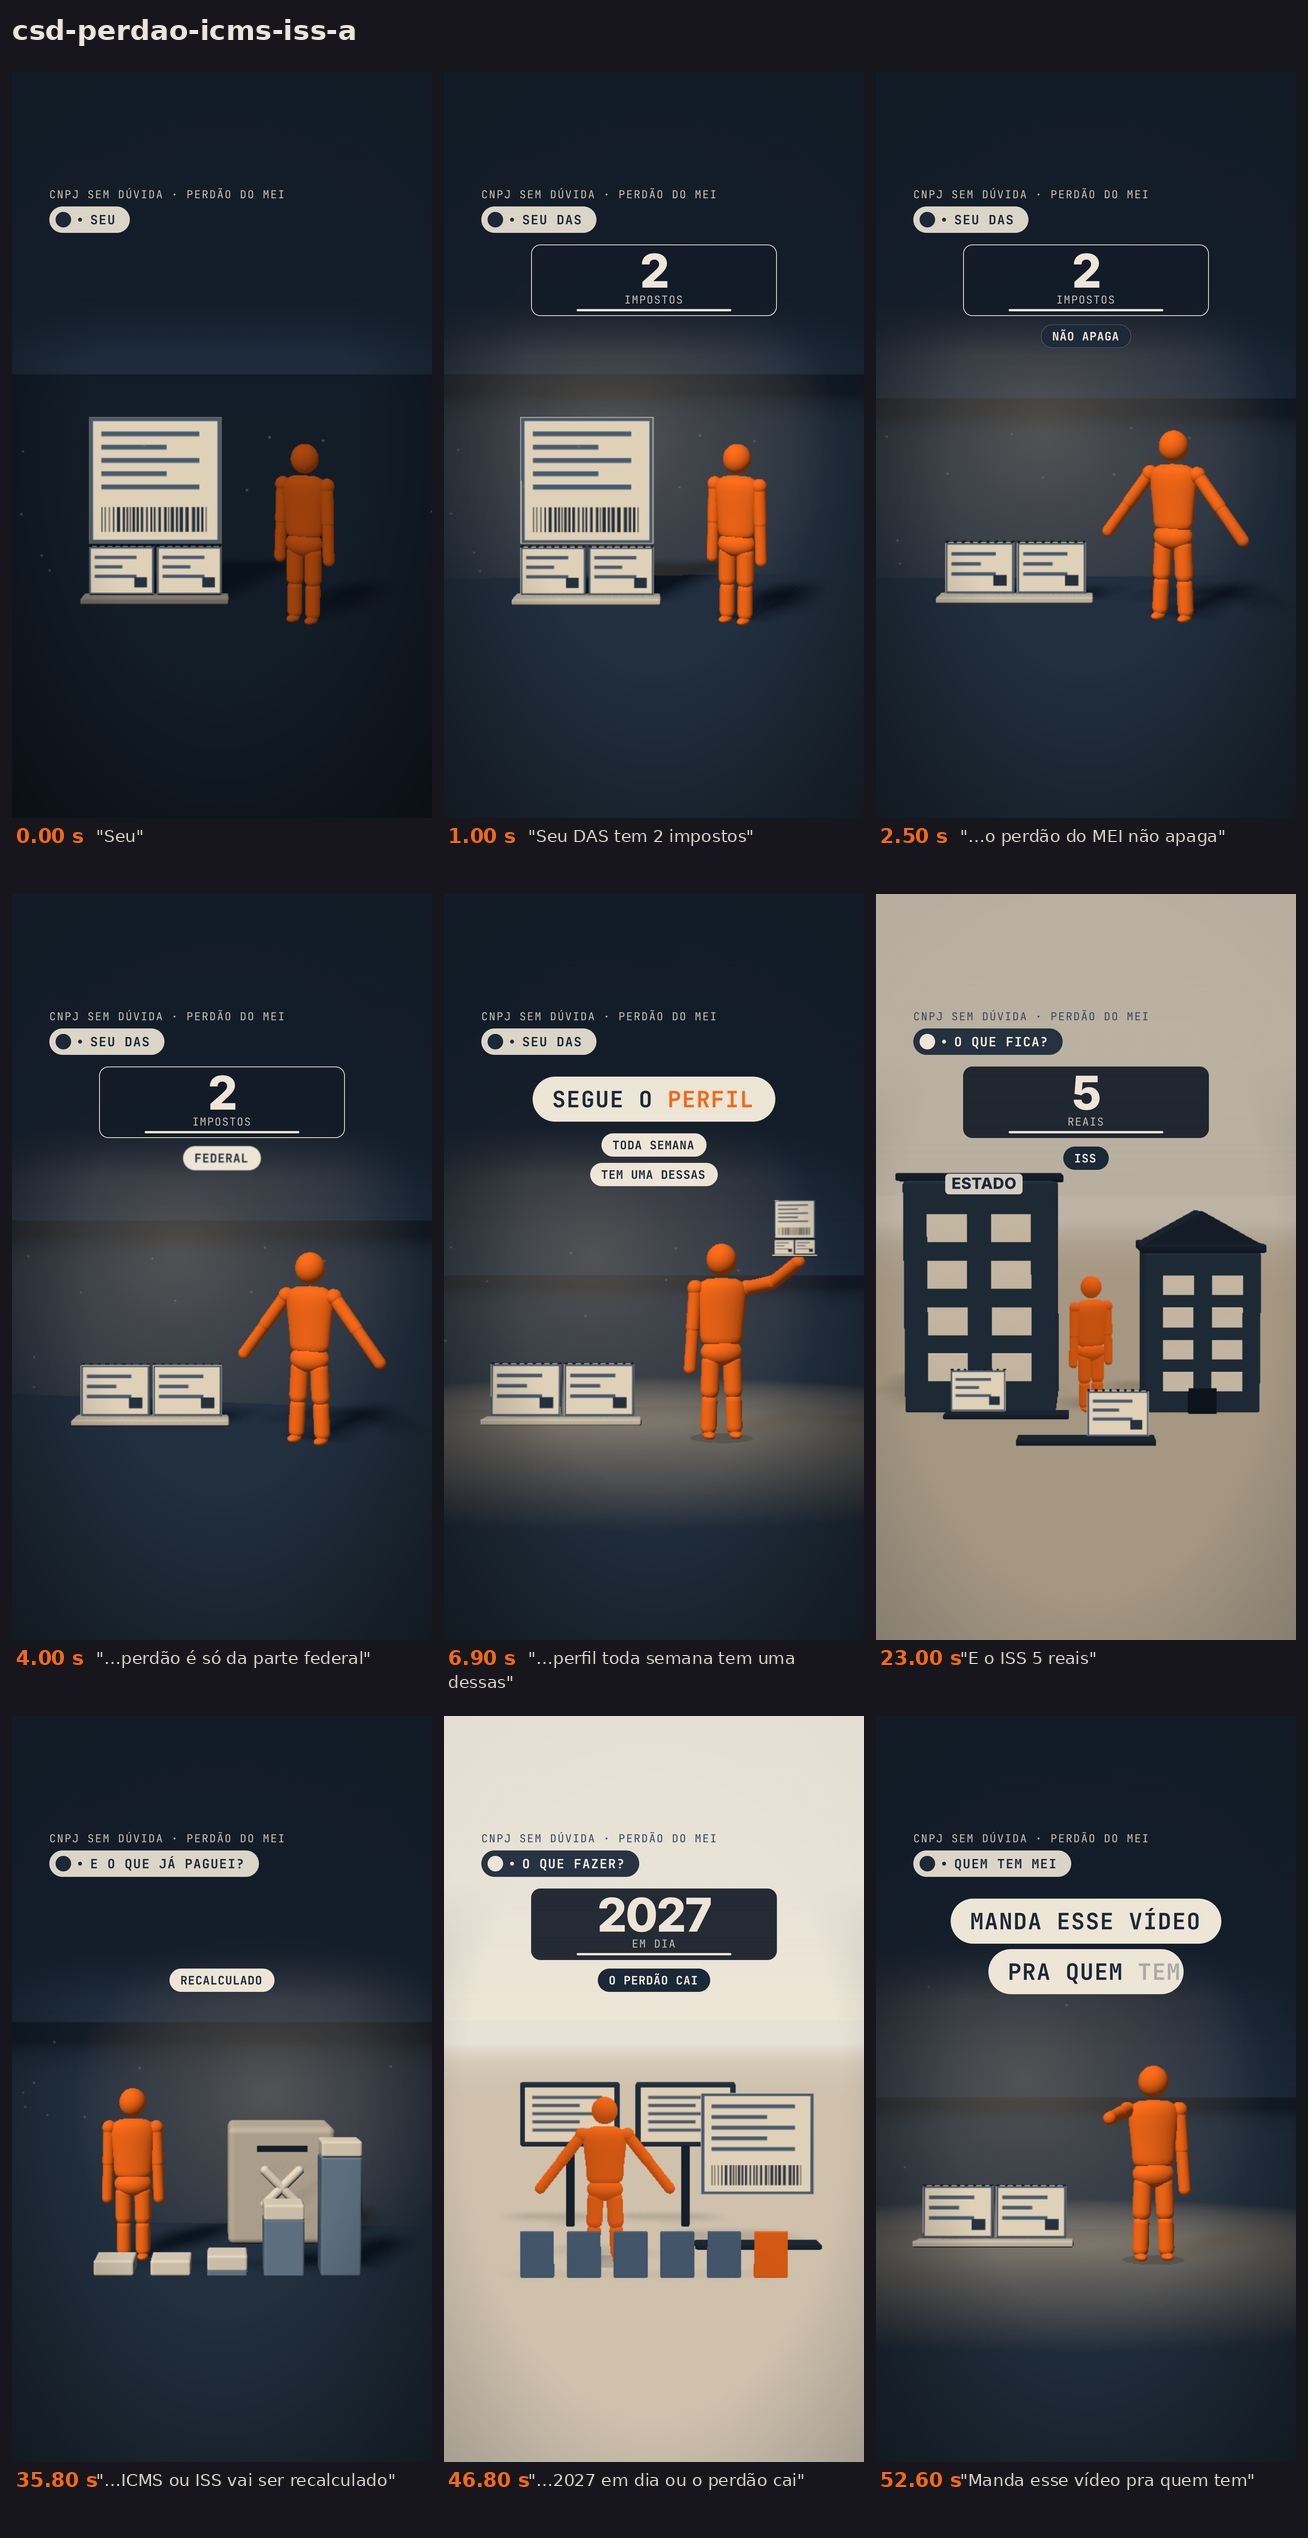 csd-perdao-icms-iss-a
CNPJ SEM DÚVIDA · PERDÃO DO MEI
• SEU
0.00 s "Seu"
CNPJ SEM DÚVIDA · PERDÃO DO MEI
• SEU DAS
2
IMPOSTOS
1.00 s "Seu DAS tem 2 impostos"
CNPJ SEM DÚVIDA · PERDÃO DO MEI
• SEU DAS
2
IMPOSTOS
NÃO APAGA
2.50 s "...o perdão do MEI não apaga"
CNPJ SEM DÚVIDA · PERDÃO DO MEI
• SEU DAS
2
IMPOSTOS
FEDERAL
4.00 s "...perdão é só da parte federal"
CNPJ SEM DÚVIDA · PERDÃO DO MEI
• SEU DAS
SEGUE O PERFIL
TODA SEMANA
TEM UMA DESSAS
6.90 s "...perfil toda semana tem uma
dessas"
CNPJ SEM DÚVIDA · PERDÃO DO MEI
• O QUE FICA?
5
REAIS
ISS
ESTADO
23.00 s "E o ISS 5 reais"
CNPJ SEM DÚVIDA · PERDÃO DO MEI
• E O QUE JÁ PAGUEI?
RECALCULADO
35.80 s "...ICMS ou ISS vai ser recalculado"
CNPJ SEM DÚVIDA · PERDÃO DO MEI
• O QUE FAZER?
2027
EM DIA
O PERDÃO CAI
46.80 s "...2027 em dia ou o perdão cai"
CNPJ SEM DÚVIDA · PERDÃO DO MEI
• QUEM TEM MEI
MANDA ESSE VÍDEO
PRA QUEM TEM
52.60 s "Manda esse vídeo pra quem tem"